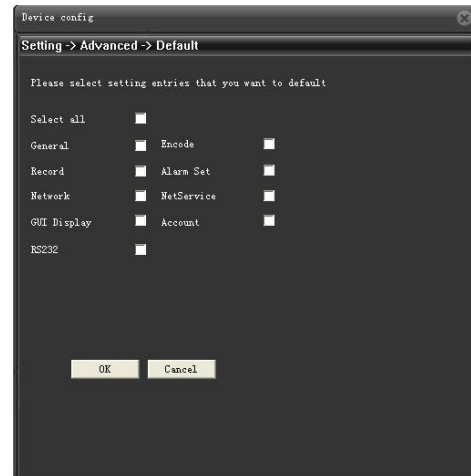 Device config
Setting -> Advanced -> Default
Please select setting entries that you want to default
Select all
General Encode
Record Alarm Set
Network NetService
GUI Display Account
RS232
OK Cancel